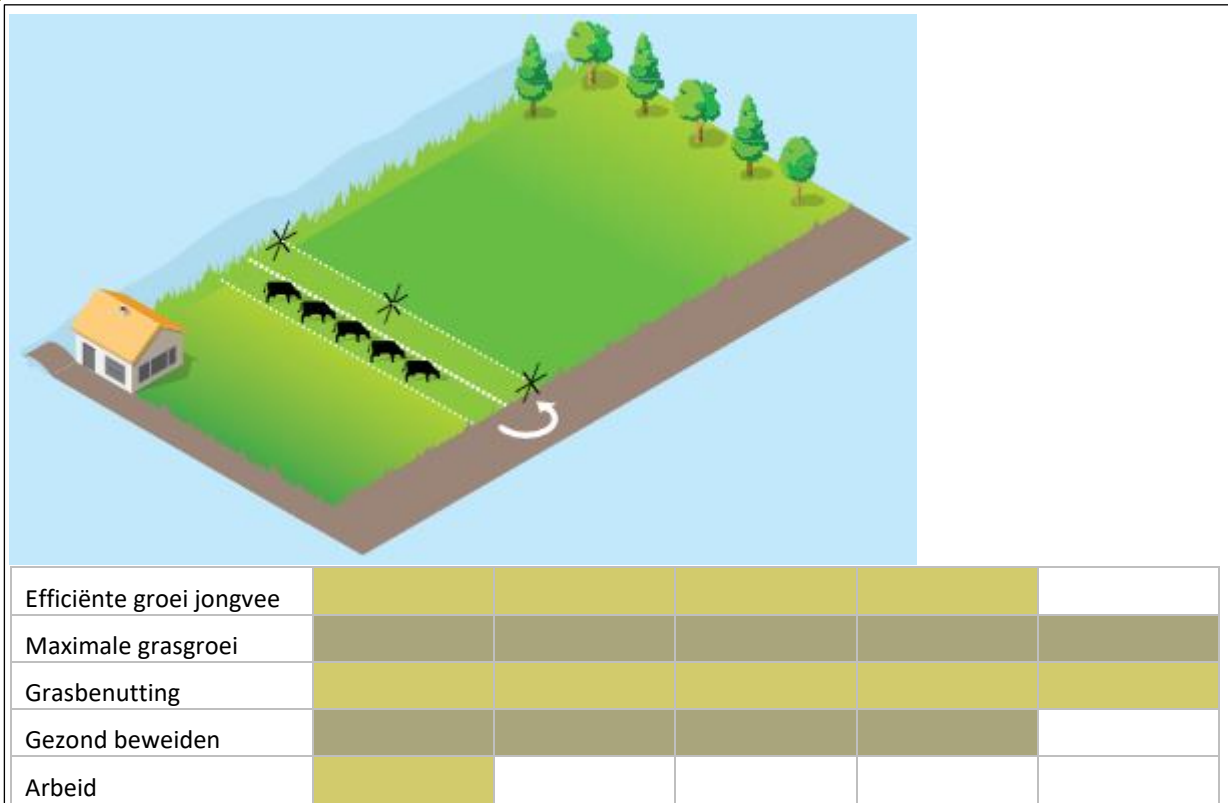 Efficiënte groei jongvee
Maximale grasgroei
Grasbenutting
Gezond beweiden
Arbeid